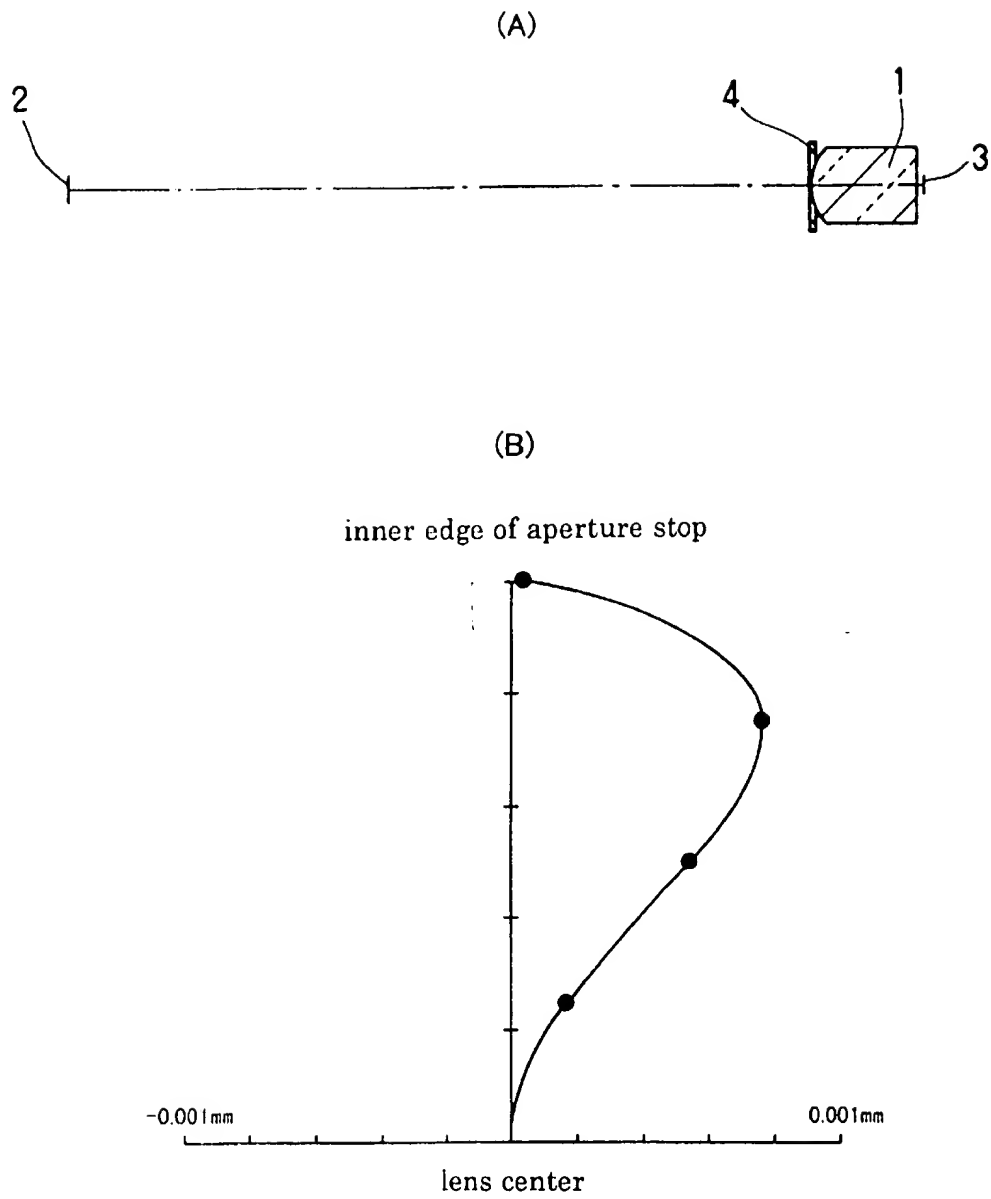 (A)
1
2
4
3
(B)
inner edge of aperture stop
-0.001mm
0.001mm
lens center